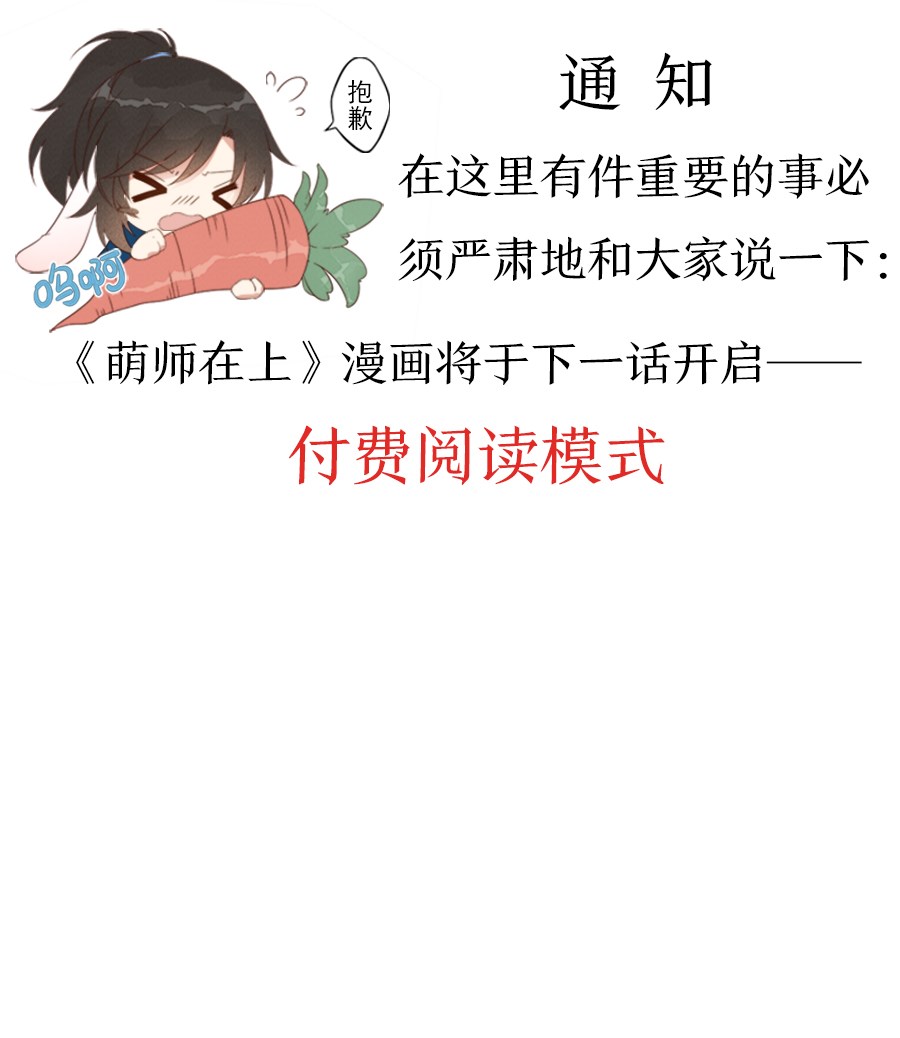 通 知
抱歉
在这里有件重要的事必
须严肃地和大家说一下:
呜啊
《萌师在上》漫画将于下一话开启——
付费阅读模式